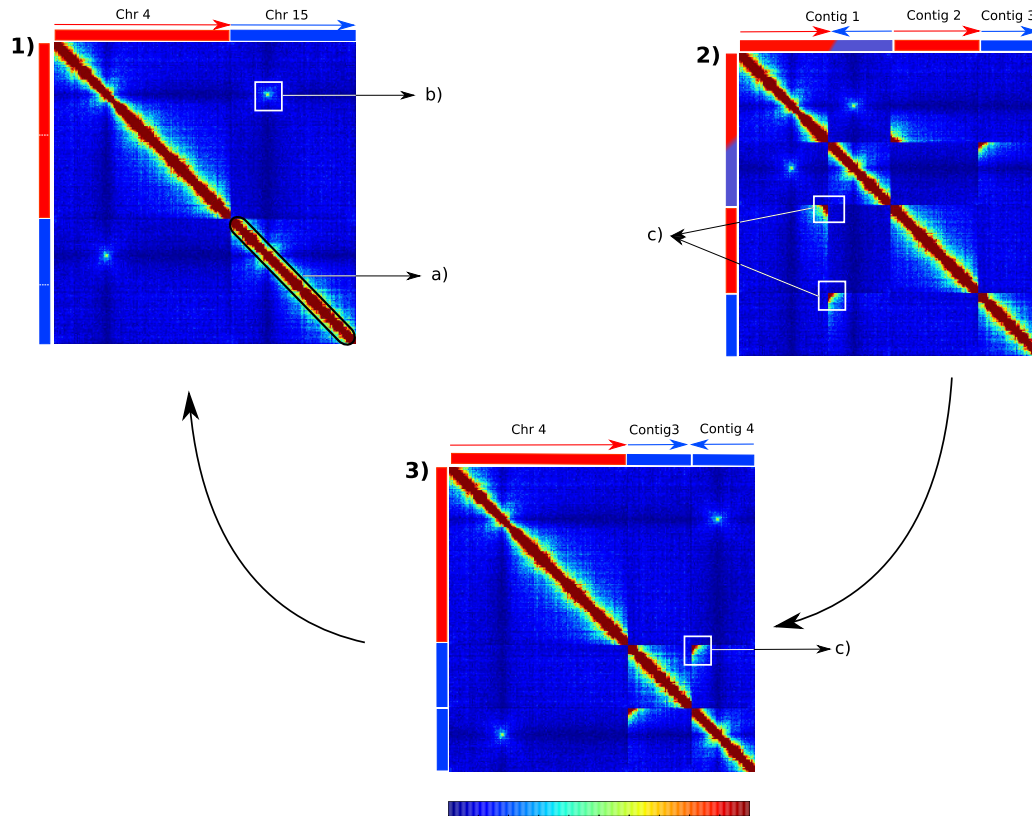 Chr 4
Chr 15
1)
b)
a)
Contig 1
Contig 2
Contig 3
2)
c)
Chr 4
Contig3
Contig 4
3)
c)